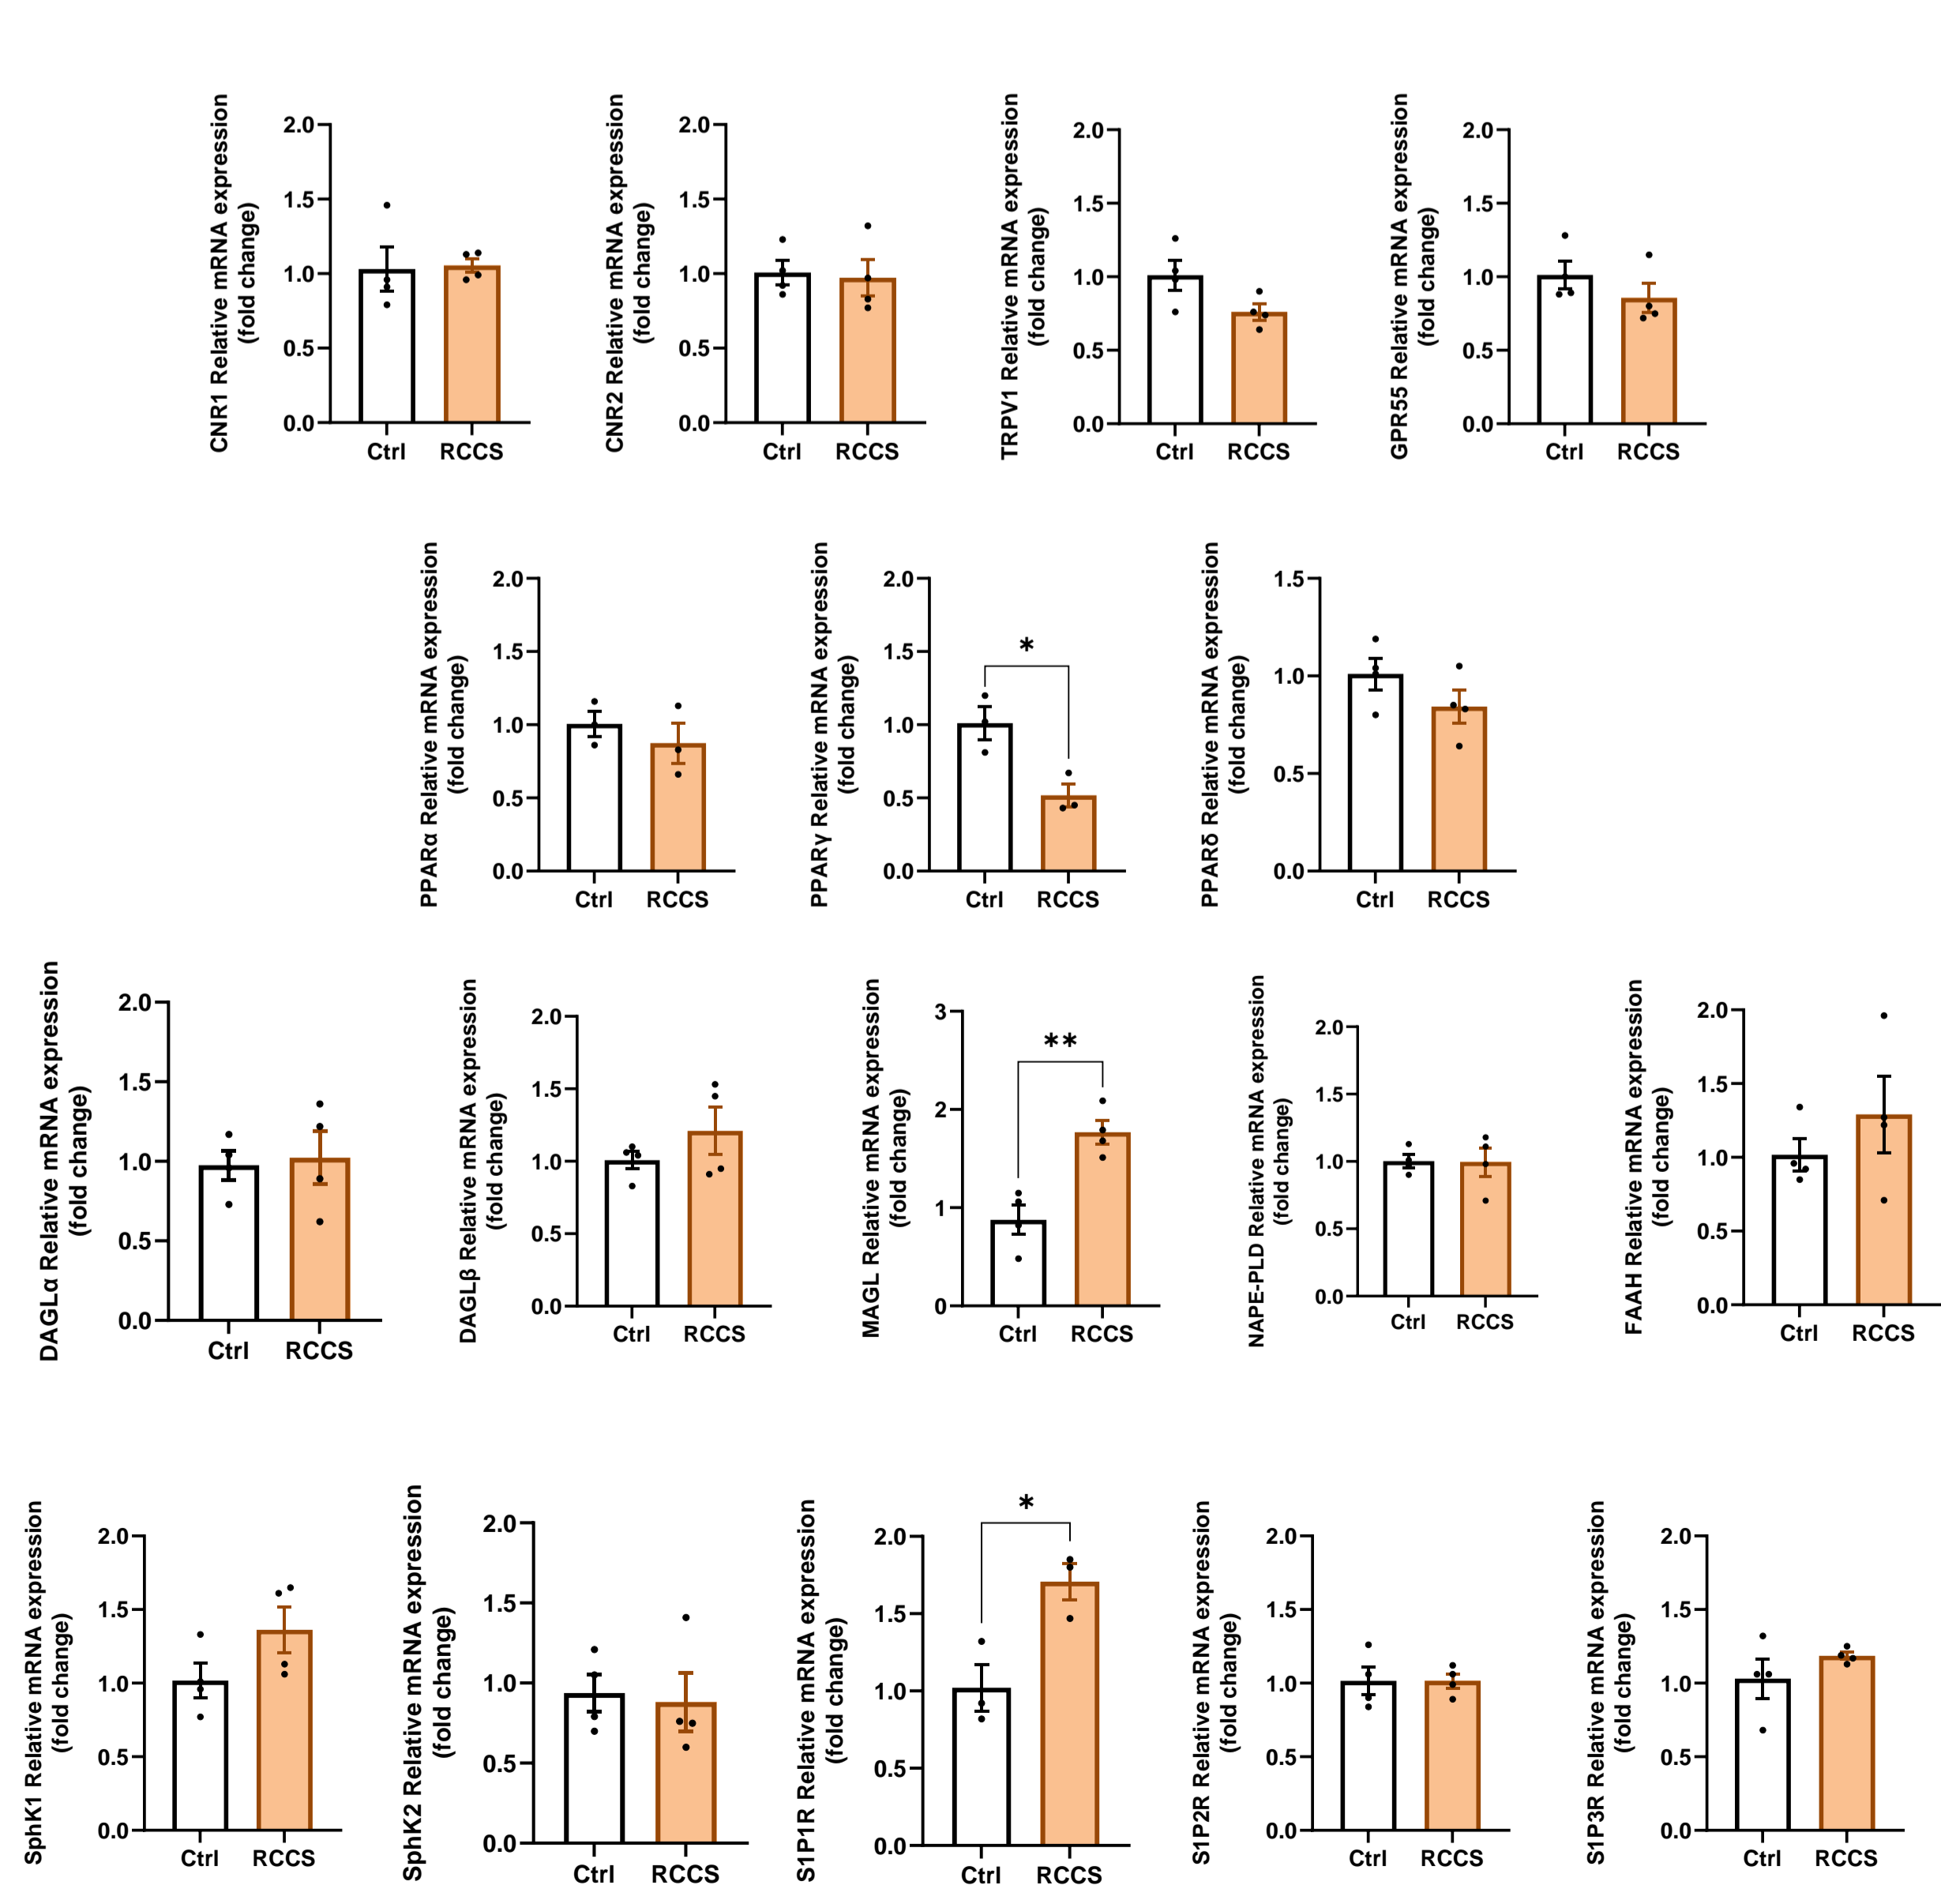 CNR1 Relative mRNA expression
(fold change)
2.0
1.5
1.0
0.5
0.0
Ctrl RCCS
CNR2 Relative mRNA expression
(fold change)
2.0
1.5
1.0
0.5
0.0
Ctrl RCCS
TRPV1 Relative mRNA expression
(fold change)
2.0
1.5
1.0
0.5
0.0
Ctrl RCCS
GPR55 Relative mRNA expression
(fold change)
2.0
1.5
1.0
0.5
0.0
Ctrl RCCS
PPARα Relative mRNA expression
(fold change)
2.0
1.5
1.0
0.5
0.0
Ctrl RCCS
PPARγ Relative mRNA expression
(fold change)
2.0
1.5
1.0
0.5
0.0
*
Ctrl RCCS
PPARδ Relative mRNA expression
(fold change)
1.5
1.0
0.5
0.0
Ctrl RCCS
DAGLα Relative mRNA expression
(fold change)
2.0
1.5
1.0
0.5
0.0
Ctrl RCCS
DAGLβ Relative mRNA expression
(fold change)
2.0
1.5
1.0
0.5
0.0
Ctrl RCCS
MAGL Relative mRNA expression
(fold change)
3
2
1
0
**
Ctrl RCCS
NAPE-PLD Relative mRNA expression
(fold change)
2.0
1.5
1.0
0.5
0.0
Ctrl RCCS
FAAH Relative mRNA expression
(fold change)
2.0
1.5
1.0
0.5
0.0
Ctrl RCCS
SphK1 Relative mRNA expression
(fold change)
2.0
1.5
1.0
0.5
0.0
Ctrl RCCS
SphK2 Relative mRNA expression
(fold change)
2.0
1.5
1.0
0.5
0.0
Ctrl RCCS
S1P1R Relative mRNA expression
(fold change)
2.0
1.5
1.0
0.5
0.0
*
Ctrl RCCS
S1P2R Relative mRNA expression
(fold change)
2.0
1.5
1.0
0.5
0.0
Ctrl RCCS
S1P3R Relative mRNA expression
(fold change)
2.0
1.5
1.0
0.5
0.0
Ctrl RCCS